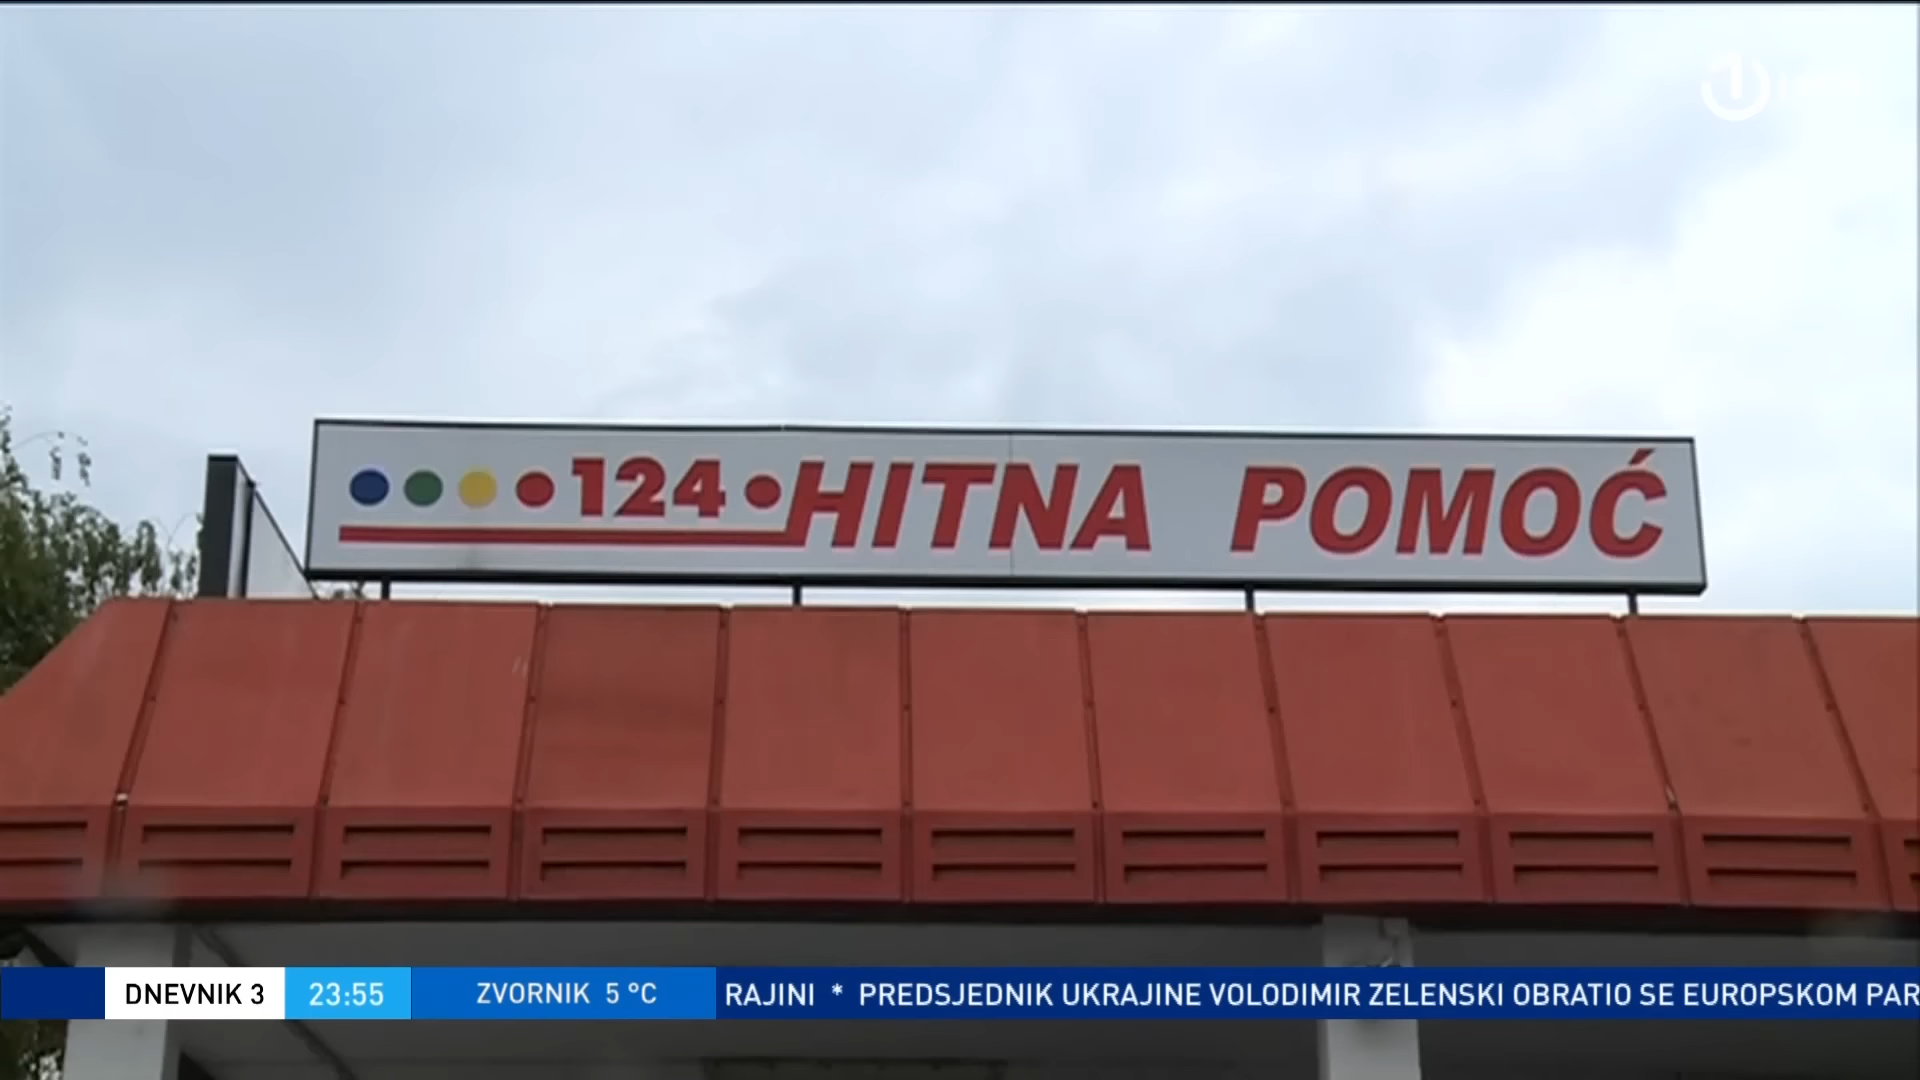 124 HITNA POMOĆ
DNEVNIK 3 23:55 ZVORNIK 5 °C RAJINI * PREDSJEDNIK UKRAJINE VOLODIMIR ZELENSKI OBRATIO SE EUROPSKOM PAR